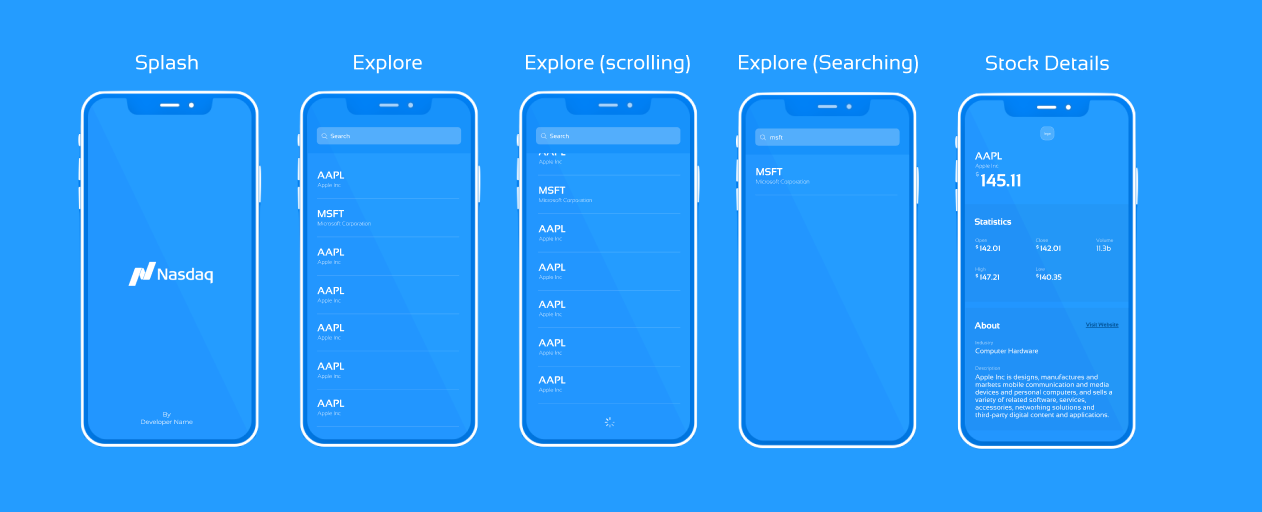 Splash
Nasdaq
By
Developer Name
Explore
Search
AAPL
Apple Inc
MSFT
Microsoft Corporation
AAPL
Apple Inc
AAPL
Apple Inc
AAPL
Apple Inc
AAPL
Apple Inc
AAPL
Apple Inc
Explore (scrolling)
Search
AAPL
Apple Inc
MSFT
Microsoft Corporation
AAPL
Apple Inc
AAPL
Apple Inc
AAPL
Apple Inc
AAPL
Apple Inc
AAPL
Apple Inc
Explore (Searching)
msft
MSFT
Microsoft Corporation
Stock Details
AAPL
Apple Inc
$145.11
Statistics
Open Close Volume
$142.01 $142.01 11.3b
High Low
$147.21 $140.35
About Visit Website
Industry
Computer Hardware
Description
Apple Inc is designs, manufactures and
markets mobile communication and media
devices and personal computers, and sells a
variety of related software, services,
accessories, networking solutions and
third-party digital content and applications.